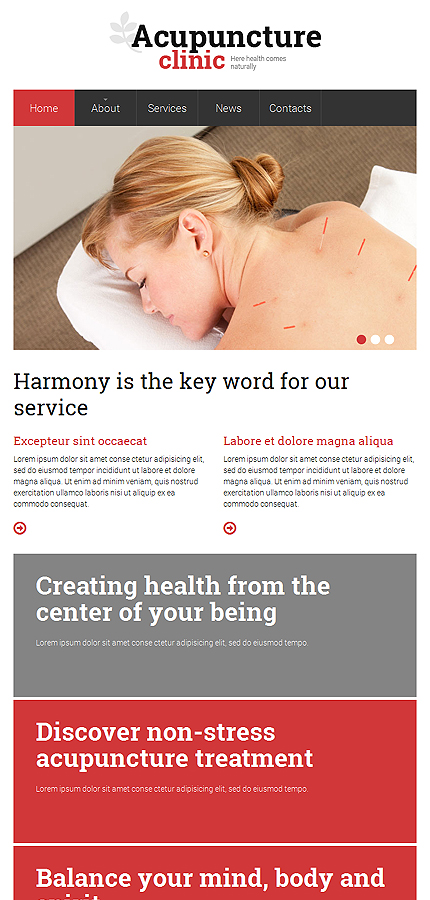 Acupuncture
clinic
Here health comes
naturally
Home About Services News Contacts
Harmony is the key word for our
service
Excepteur sint occaecat
Lorem ipsum dolor sit amet conse ctetur adipisicing elit,
sed do eiusmod tempor incididunt ut labore et dolore
magna aliqua. Ut enim ad minim veniam, quis nostrud
exercitation ullamco laboris nisi ut aliquip ex ea
commodo consequat.
Labore et dolore magna aliqua
Lorem ipsum dolor sit amet conse ctetur adipisicing elit,
sed do eiusmod tempor incididunt ut labore et dolore
magna aliqua. Ut enim ad minim veniam, quis nostrud
exercitation ullamco laboris nisi ut aliquip ex ea
commodo consequat.
Creating health from the
center of your being
Lorem ipsum dolor sit amet conse ctetur adipisicing elit, sed do eiusmod tempo.
Discover non-stress
acupuncture treatment
Lorem ipsum dolor sit amet conse ctetur adipisicing elit, sed do eiusmod tempo.
Balance your mind, body and